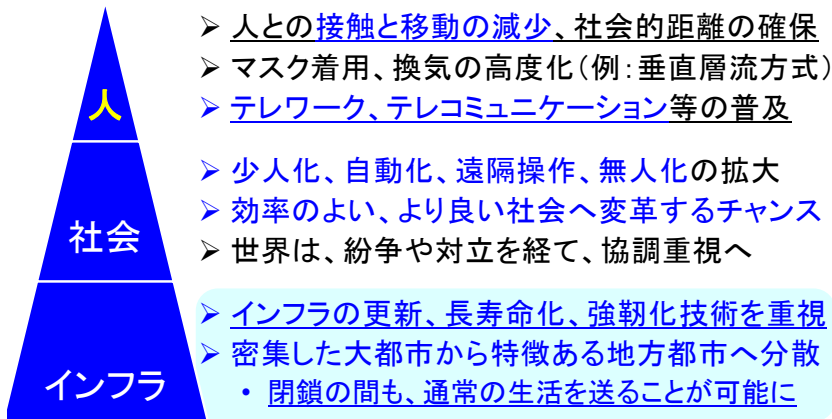 人
➢ 人との接触と移動の減少、社会的距離の確保
➢ マスク着用、換気の高度化(例:垂直層流方式)
➢ テレワーク、テレコミュニケーション等の普及
社会
➢ 少人化、自動化、遠隔操作、無人化の拡大
➢ 効率のよい、より良い社会へ変革するチャンス
➢ 世界は、紛争や対立を経て、協調重視へ
インフラ
➢ インフラの更新、長寿命化、強靭化技術を重視
➢ 密集した大都市から特徴ある地方都市へ分散
・ 閉鎖の間も、通常の生活を送ることが可能に